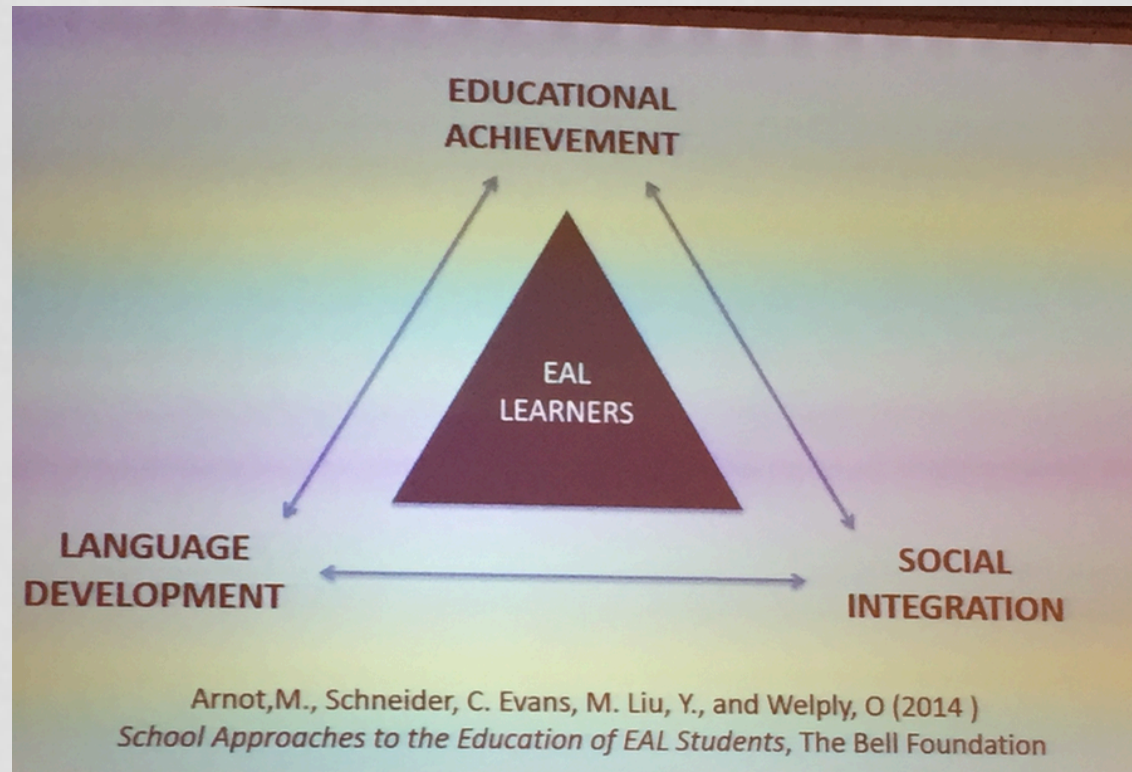 EDUCATIONAL
ACHIEVEMENT
EAL
LEARNERS
LANGUAGE
DEVELOPMENT
SOCIAL
INTEGRATION
Arnot,M., Schneider, C. Evans, M. Liu, Y., and Welply, O (2014 )
School Approaches to the Education of EAL Students, The Bell Foundation